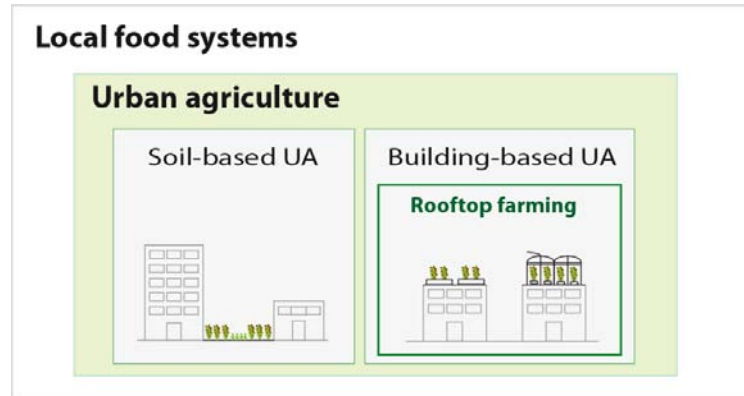 Local food systems
Urban agriculture
Soil-based UA
Building-based UA
Rooftop farming